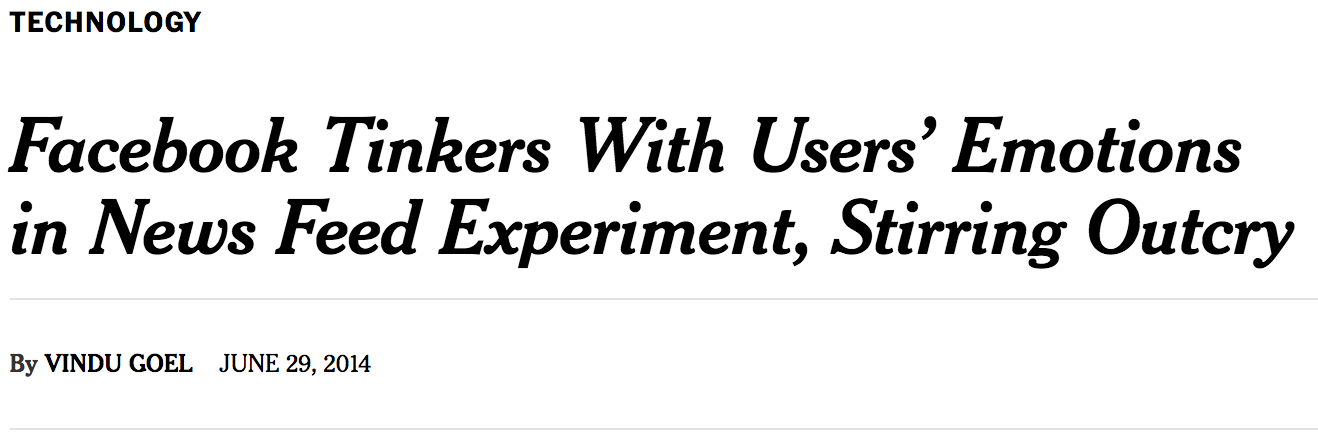 TECHNOLOGY
Facebook Tinkers With Users’ Emotions
in News Feed Experiment, Stirring Outcry
By VINDU GOEL JUNE 29, 2014